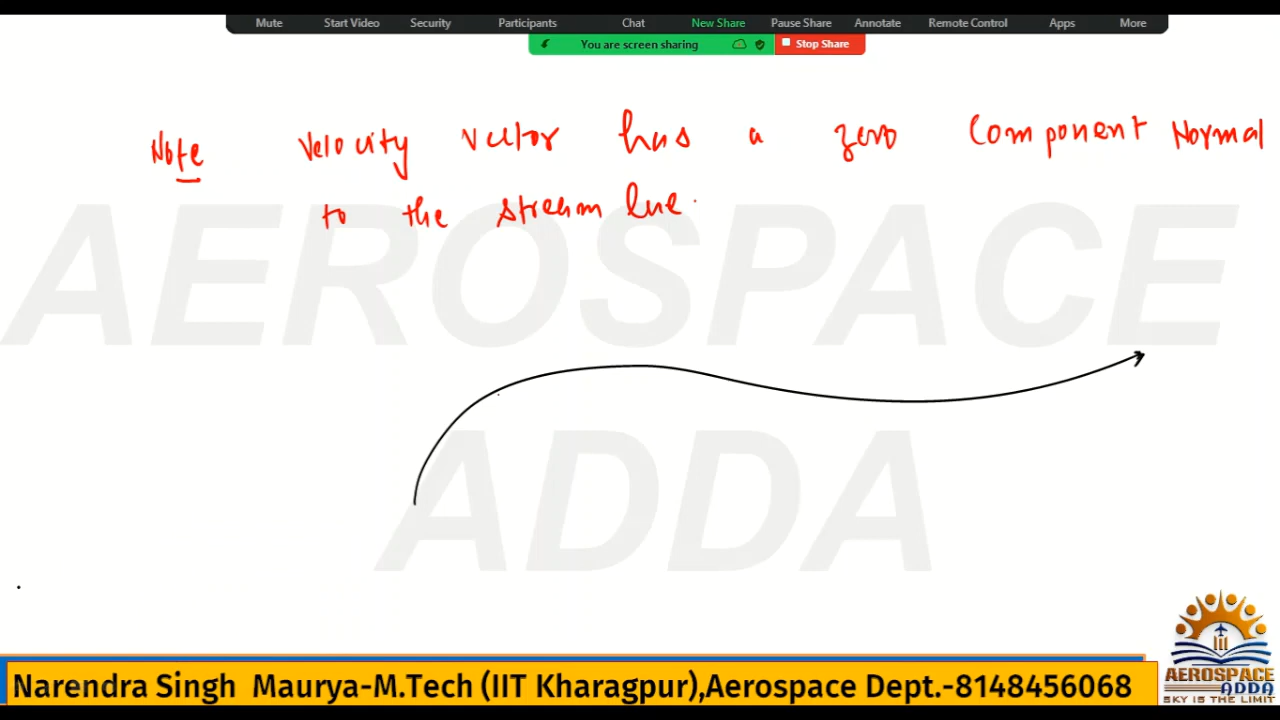 Mute Start Video Security Participants Chat New Share Pause Share Annotate Remote Control Apps More
You are screen sharing Stop Share
Note Velocity vector has a zero Component Normal
to the stream line.
AEROSPACE
ADDA
Narendra Singh Maurya-M.Tech (IIT Kharagpur),Aerospace Dept.-8148456068
AEROSPACE
ADDA
SKY IS THE LIMIT